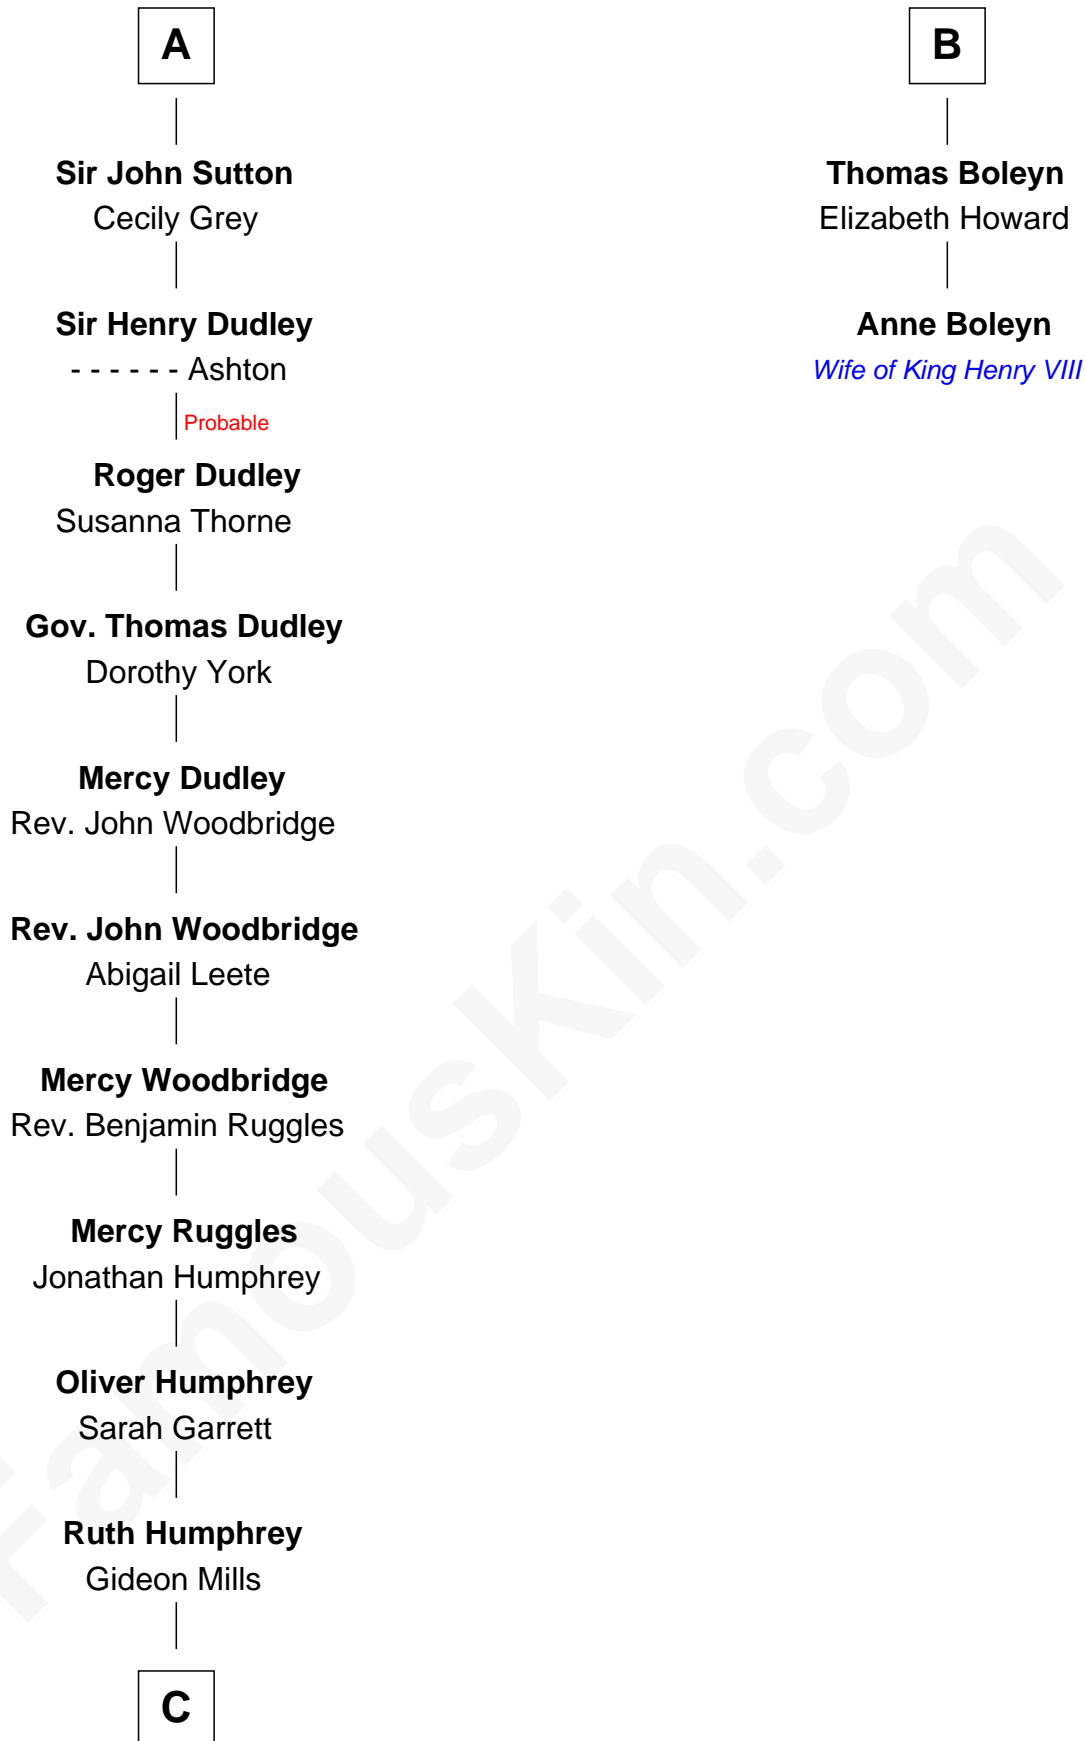 A
Sir John Sutton
Cecily Grey
Sir Henry Dudley
- - - - - - Ashton
Probable
Roger Dudley
Susanna Thorne
Gov. Thomas Dudley
Dorothy York
Mercy Dudley
Rev. John Woodbridge
Rev. John Woodbridge
Abigail Leete
Mercy Woodbridge
Rev. Benjamin Ruggles
Mercy Ruggles
Jonathan Humphrey
Oliver Humphrey
Sarah Garrett
Ruth Humphrey
Gideon Mills
C
B
Thomas Boleyn
Elizabeth Howard
Anne Boleyn
Wife of King Henry VIII
FamousKin.com